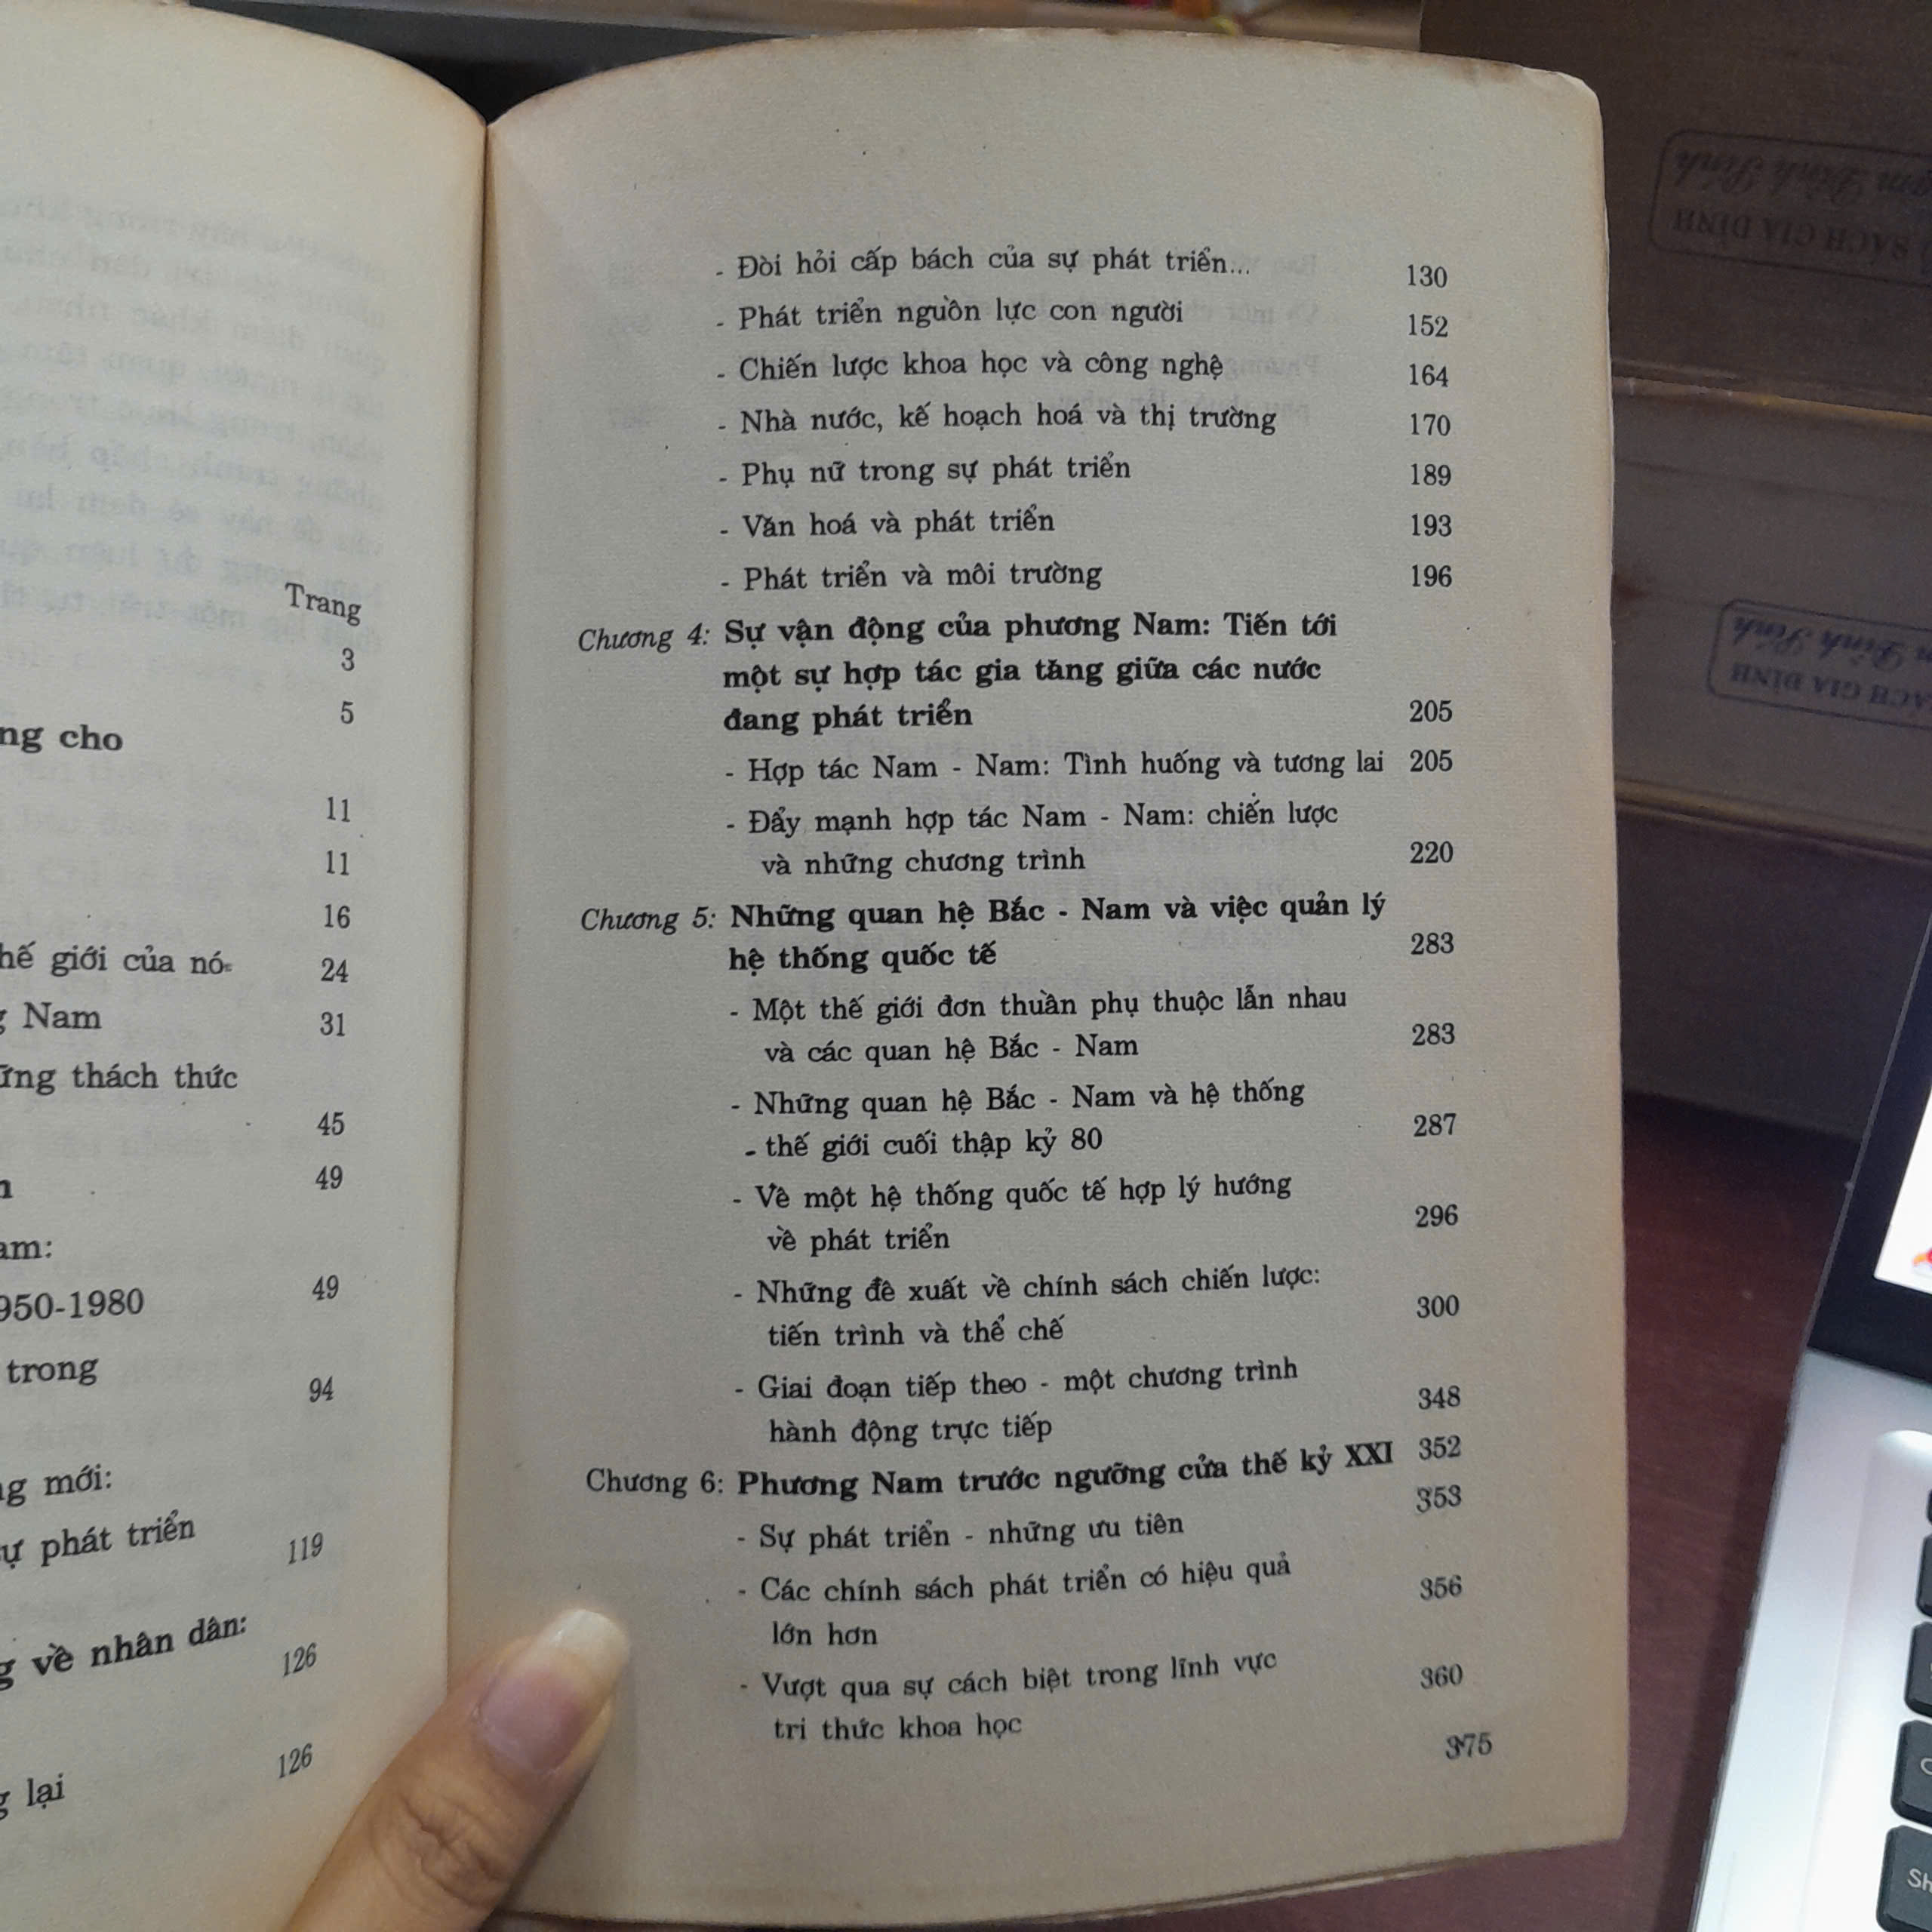 Trang
3
5
ng cho
11
11
16
hế giới của nó 24
Nam 31
ững thách thức
45
49
am:
950-1980 49
trong
94
mới:
sự phát triển
119
về nhân dân:
126
lại 126
- Đòi hỏi cấp bách của sự phát triển... 130
- Phát triển nguồn lực con người 152
- Chiến lược khoa học và công nghệ 164
- Nhà nước, kế hoạch hoá và thị trường 170
- Phụ nữ trong sự phát triển 189
- Văn hoá và phát triển 193
- Phát triển và môi trường 196
Chương 4: Sự vận động của phương Nam: Tiến tới
một sự hợp tác gia tăng giữa các nước
đang phát triển 205
- Hợp tác Nam - Nam: Tình huống và tương lai 205
- Đẩy mạnh hợp tác Nam - Nam: chiến lược
và những chương trình 220
Chương 5: Những quan hệ Bắc - Nam và việc quản lý
hệ thống quốc tế 283
- Một thế giới đơn thuần phụ thuộc lẫn nhau
và các quan hệ Bắc - Nam 283
- Những quan hệ Bắc - Nam và hệ thống
- thế giới cuối thập kỷ 80 287
- Về một hệ thống quốc tế hợp lý hướng
về phát triển 296
- Những đề xuất về chính sách chiến lược:
tiến trình và thể chế 300
- Giai đoạn tiếp theo - một chương trình
hành động trực tiếp 348
Chương 6: Phương Nam trước ngưỡng cửa thế kỷ XXI 352
- Sự phát triển - những ưu tiên 353
- Các chính sách phát triển có hiệu quả
lớn hơn 356
- Vượt qua sự cách biệt trong lĩnh vực
tri thức khoa học 360
375
SÁCH GIA ĐÌNH
Đình
SÁCH GIA ĐÌNH
Đình
Sh